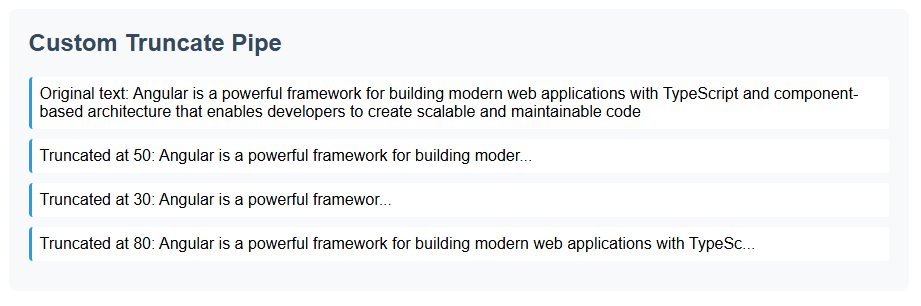 Custom Truncate Pipe
Original text: Angular is a powerful framework for building modern web applications with TypeScript and component-
based architecture that enables developers to create scalable and maintainable code
Truncated at 50: Angular is a powerful framework for building moder...
Truncated at 30: Angular is a powerful framewor...
Truncated at 80: Angular is a powerful framework for building modern web applications with TypeSc...